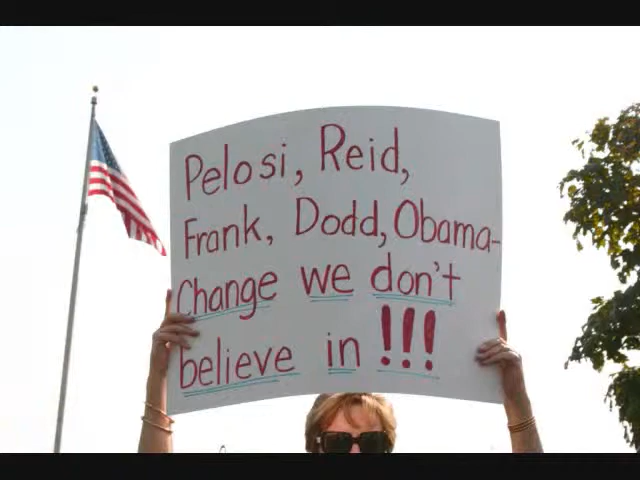 Pelosi, Reid,
Frank, Dodd, Obama-
Change we don't
believe in !!!